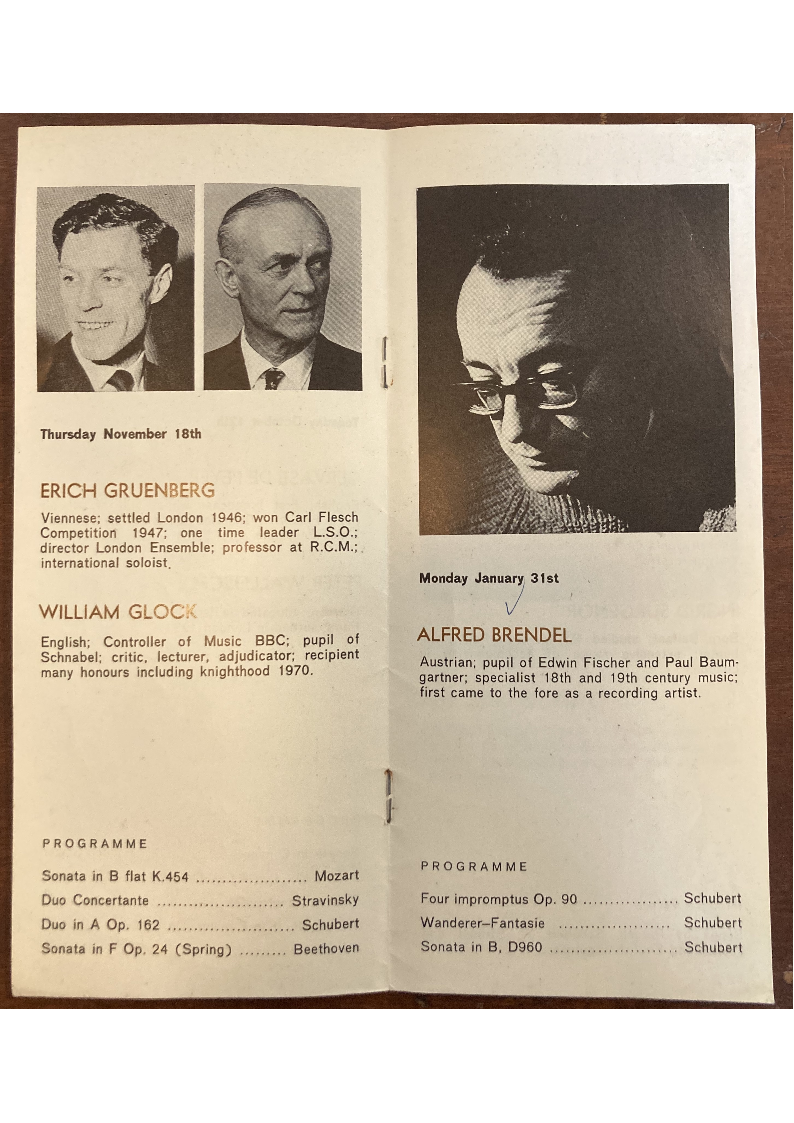 Thursday November 18th
ERICH GRUENBERG
Viennese; settled London 1946; won Carl Flesch
Competition 1947; one time leader L.S.O.;
director London Ensemble; professor at R.C.M.;
international soloist.
WILLIAM GLOCK
English; Controller of Music BBC; pupil of
Schnabel; critic, lecturer, adjudicator; recipient
many honours including knighthood 1970.
PROGRAMME
Sonata in B flat K.454 .................... Mozart
Duo Concertante ...................... Stravinsky
Duo in A Op. 162 ...................... Schubert
Sonata in F Op. 24 (Spring) ......... Beethoven
Monday January 31st
ALFRED BRENDEL
Austrian; pupil of Edwin Fischer and Paul Baum-
gartner; specialist 18th and 19th century music;
first came to the fore as a recording artist.
PROGRAMME
Four impromptus Op. 90 ................. Schubert
Wanderer–Fantasie .................... Schubert
Sonata in B, D960 ....................... Schubert